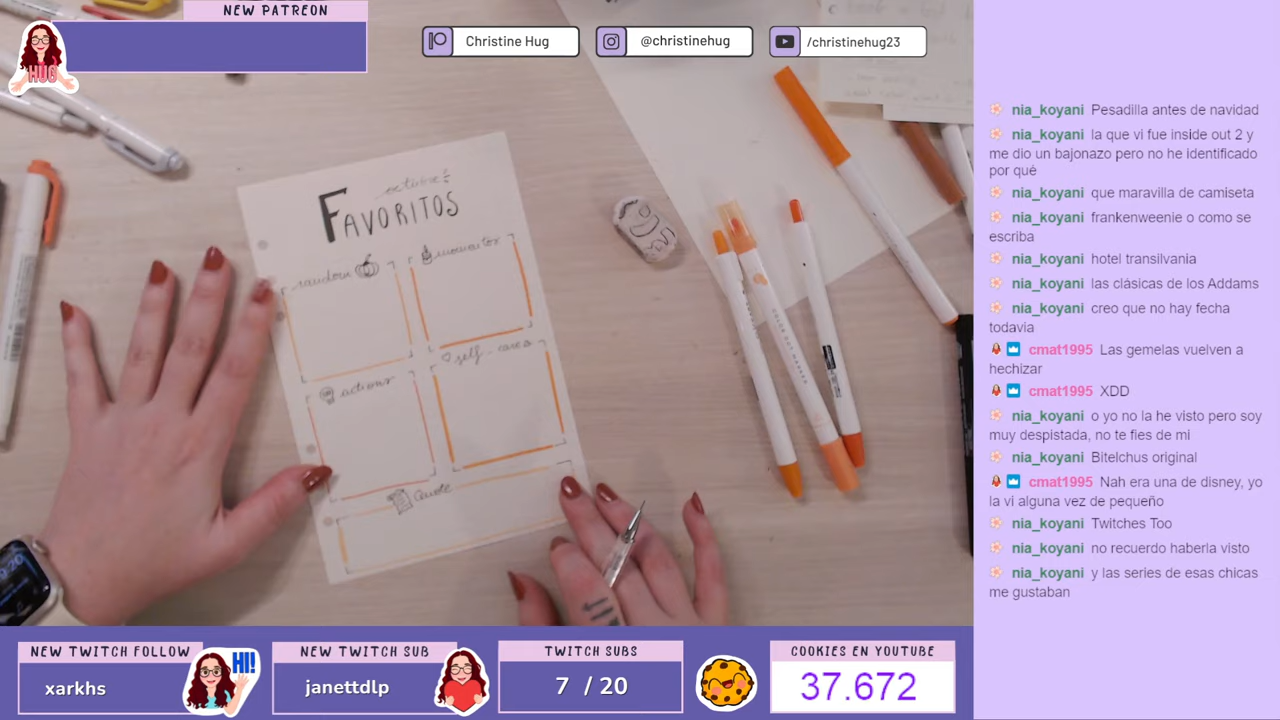 NEW PATREON
HUG
Christine Hug
@christinehug
/christinehug23
octubre
FAVORITOS
random
momentos
self-care
actions
Quote
nia_koyani Pesadilla antes de navidad
nia_koyani la que vi fue inside out 2 y
me dio un bajonazo pero no he identificado
por qué
nia_koyani que maravilla de camiseta
nia_koyani frankenweenie o como se
escriba
nia_koyani hotel transilvania
nia_koyani las clásicas de los Addams
nia_koyani creo que no hay fecha
todavia
cmat1995 Las gemelas vuelven a
hechizar
cmat1995 XDD
nia_koyani o yo no la he visto pero soy
muy despistada, no te fies de mi
nia_koyani Bitelchus original
cmat1995 Nah era una de disney, yo
la vi alguna vez de pequeño
nia_koyani Twitches Too
nia_koyani no recuerdo haberla visto
nia_koyani y las series de esas chicas
me gustaban
NEW TWITCH FOLLOW
xarkhs
HI!
NEW TWITCH SUB
janettdlp
TWITCH SUBS
7 / 20
COOKIES EN YOUTUBE
37.672